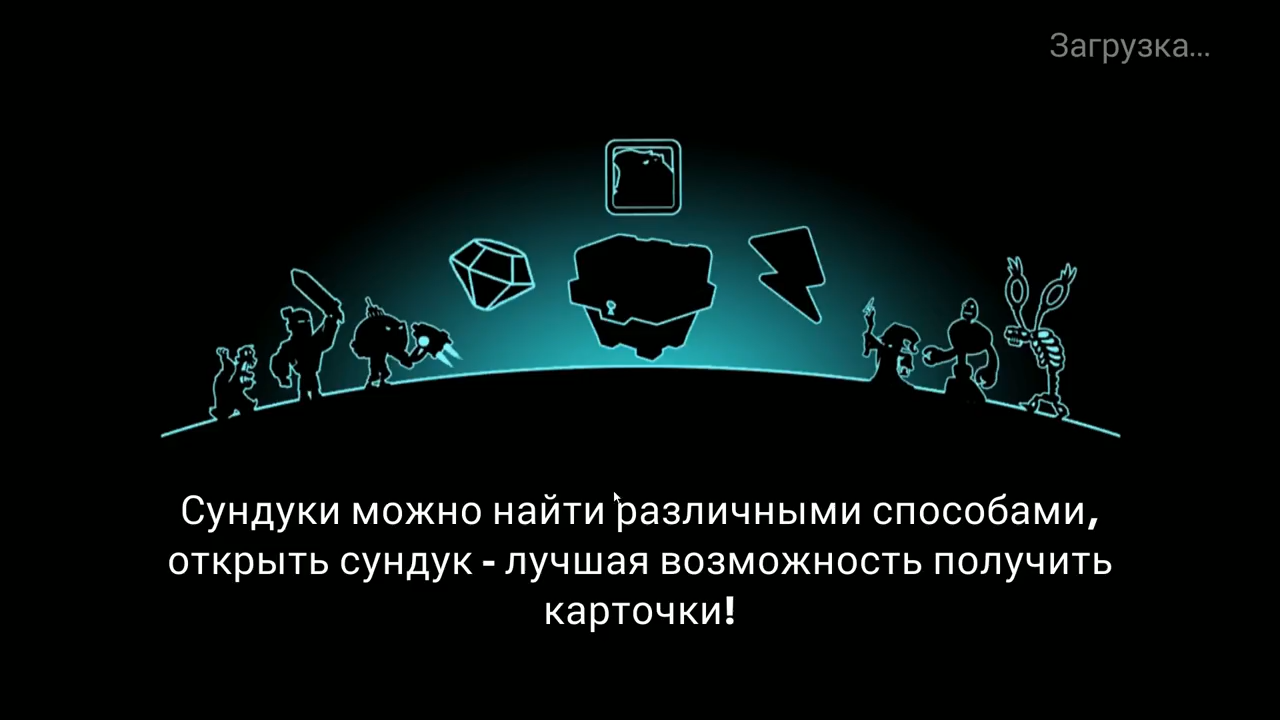 Загрузка...
Сундуки можно найти различными способами,
открыть сундук - лучшая возможность получить
карточки!